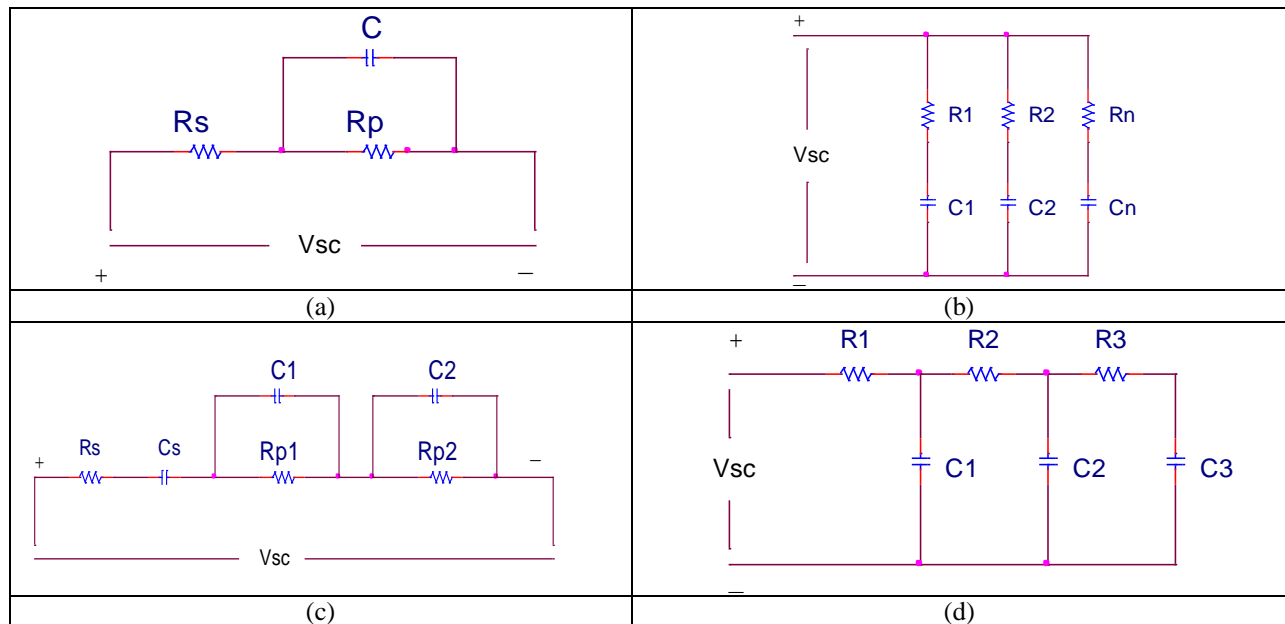 C
Rs
Rp
Vsc
+
−
(a)
+
R1 R2 Rn
Vsc
C1 C2 Cn
−
(b)
C1 C2
Rs Cs Rp1 Rp2
+
−
Vsc
(c)
R1 R2 R3
+
Vsc
C1 C2 C3
−
(d)